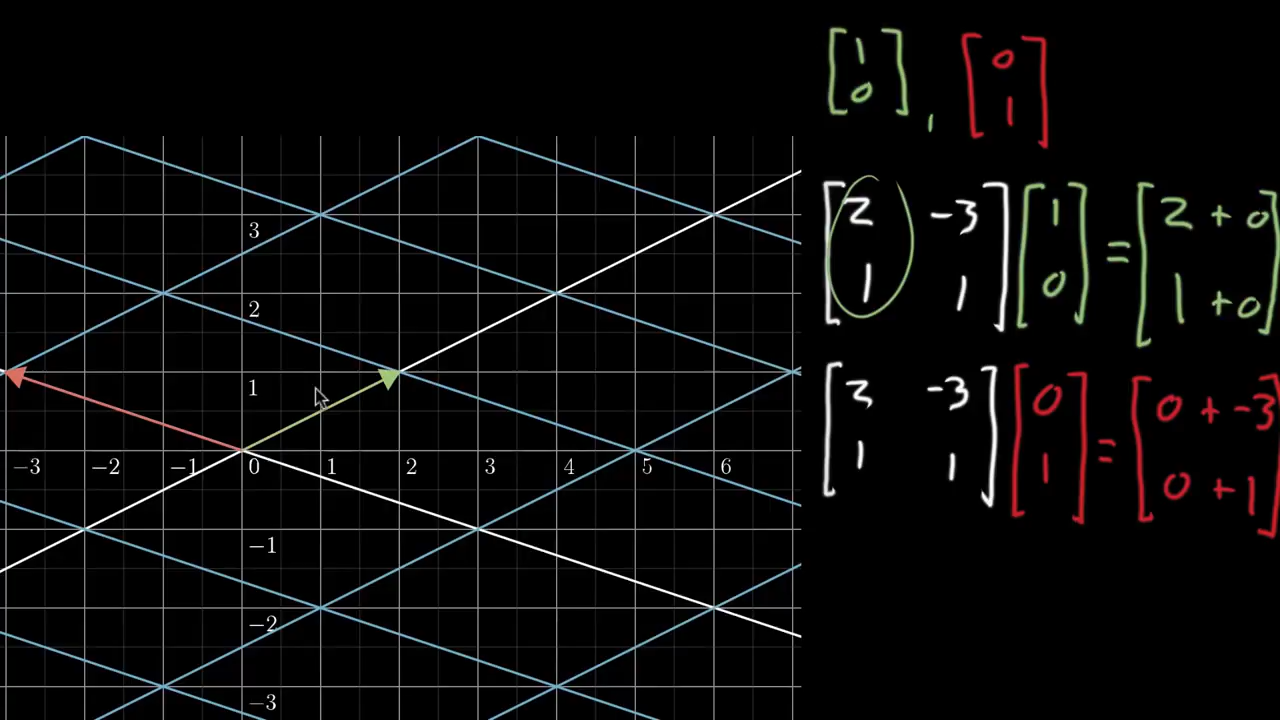 [1 0] , [0 1]
[2 -3 1 1] [1 0] = [2 + 0 1 + 0]
[2 -3 1 1] [0 1] = [0 + -3 0 + 1]
3
2
1
−3 −2 −1 0 1 2 3 4 5 6
−1
−2
−3